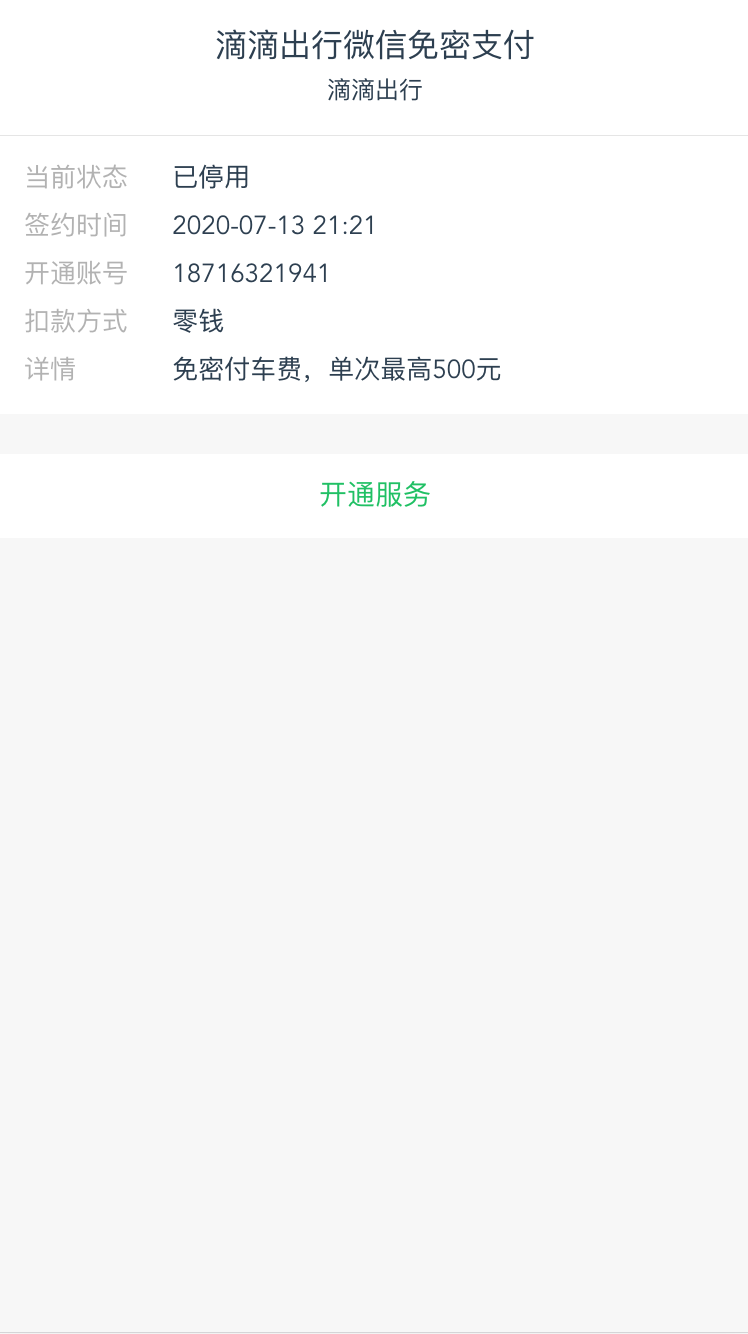 滴滴出行微信免密支付
滴滴出行
当前状态 已停用
签约时间 2020-07-13 21:21
开通账号 18716321941
扣款方式 零钱
详情 免密付车费，单次最高500元
开通服务